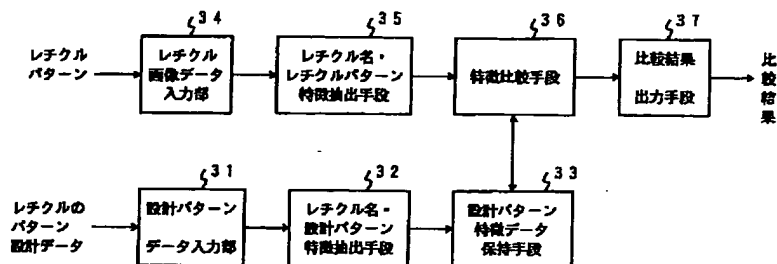 34
35
36
37
レチクル
パターン
レチクル
画像データ
入力部
レチクル名・
レチクルパターン
特徴抽出手段
特徴比較手段
比較結果
出力手段
比較結果
31
32
33
レチクルの
パターン
設計データ
設計パターン
データ入力部
レチクル名・
設計パターン
特徴抽出手段
設計パターン
特徴データ
保持手段